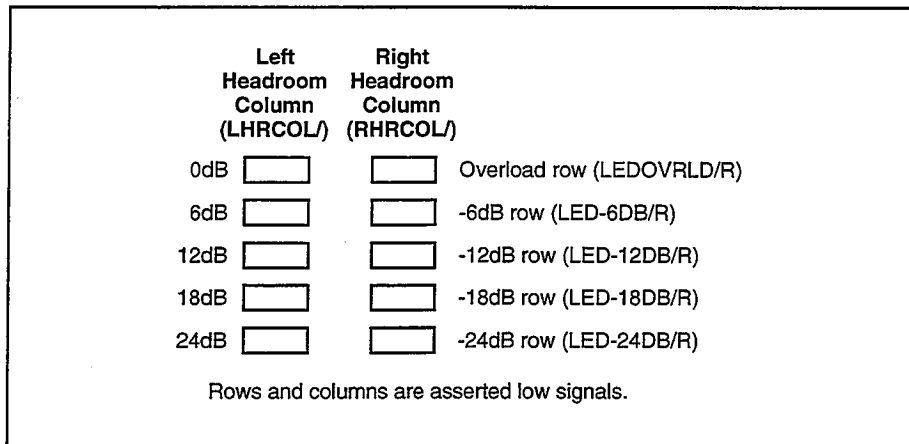 Left Right
Headroom Headroom
Column Column
(LHRCOL/) (RHRCOL/)
0dB Overload row (LEDOVRLD/R)
6dB -6dB row (LED-6DB/R)
12dB -12dB row (LED-12DB/R)
18dB -18dB row (LED-18DB/R)
24dB -24dB row (LED-24DB/R)
Rows and columns are asserted low signals.